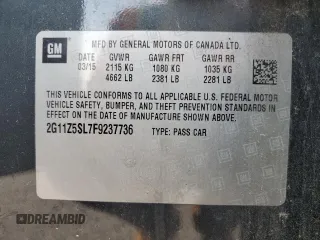 GM
MFD BY GENERAL MOTORS OF CANADA LTD.
DATE GVWR GAWR FRT GAWR RR
03/15 2115 KG 1080 KG 1035 KG
4662 LB 2381 LB 2281 LB
THIS VEHICLE CONFORMS TO ALL APPLICABLE U.S. FEDERAL MOTOR
VEHICLE SAFETY, BUMPER, AND THEFT PREVENTION STANDARDS
IN EFFECT ON THE DATE OF MANUFACTURE SHOWN ABOVE.
2G11Z5SL7F9237736 TYPE: PASS CAR
DREAMBID